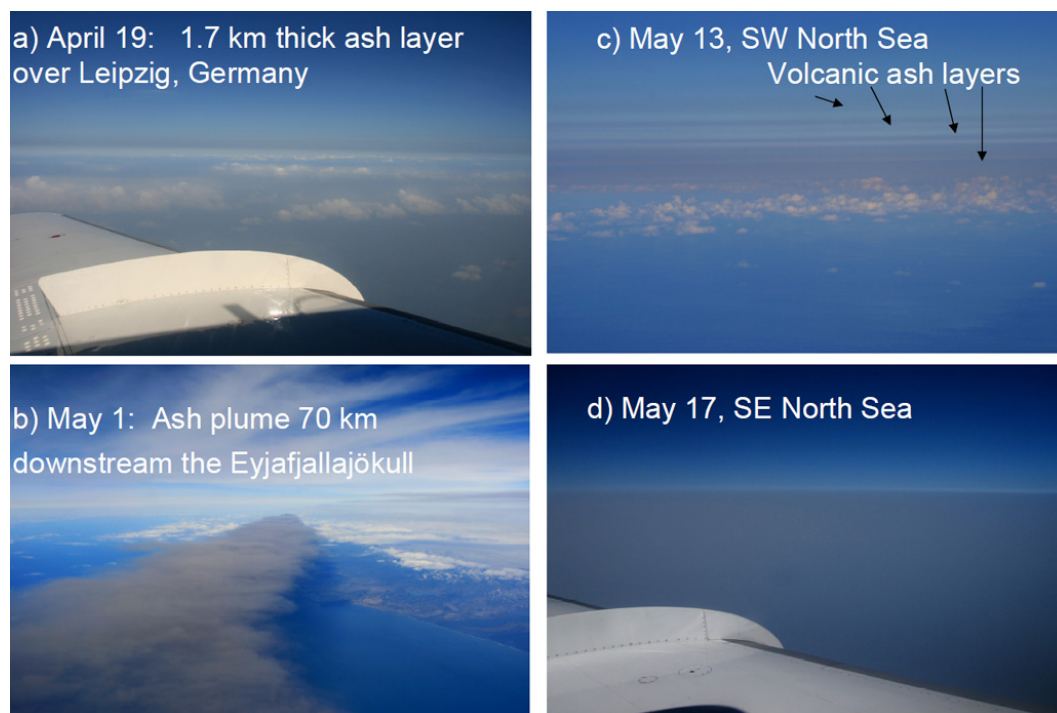 a) April 19: 1.7 km thick ash layer
over Leipzig, Germany
c) May 13, SW North Sea
Volcanic ash layers
b) May 1: Ash plume 70 km
downstream the Eyjafjallajökull
d) May 17, SE North Sea